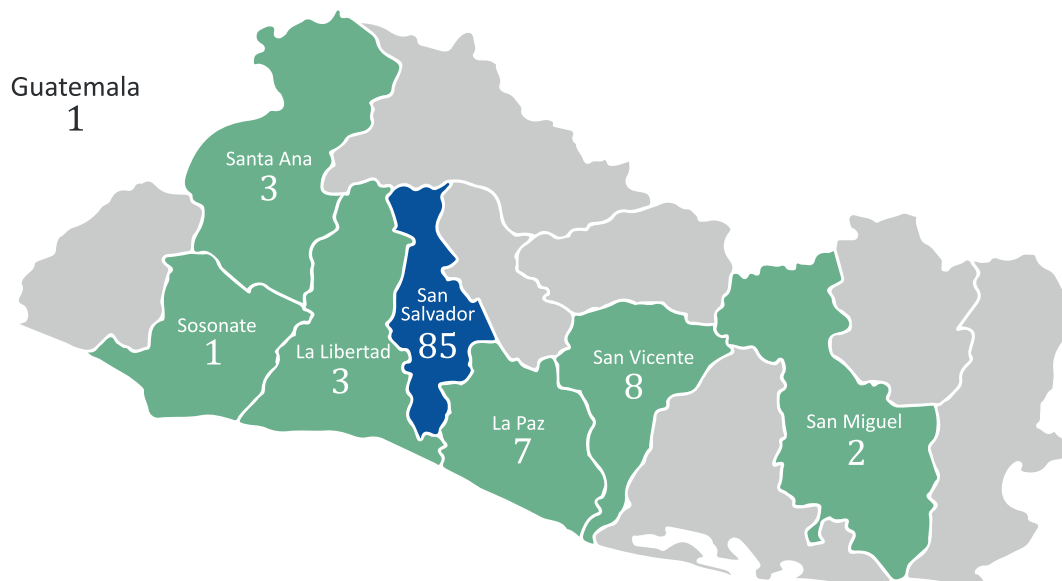 Guatemala
1
Santa Ana
3
Sosonate
1
La Libertad
3
San
Salvador
85
La Paz
7
San Vicente
8
San Miguel
2